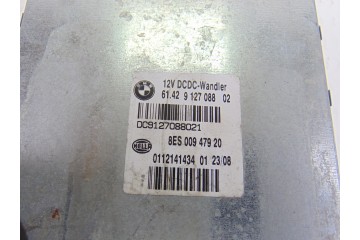 12V DCDC-Wandler
61.42 9 127 088 02
DC9127088021
HELLA
8ES 009 479 20
0112141434 01 23 08